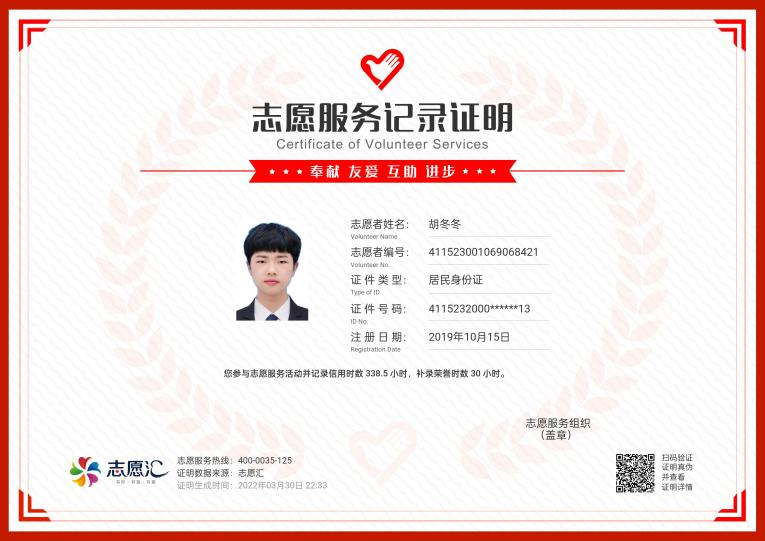 志愿服务记录证明
Certificate of Volunteer Services
奉献 友爱 互助 进步
志愿者姓名： 胡冬冬
Volunteer Name
志愿者编号： 411523001069068421
Volunteer No.
证件类型： 居民身份证
Type of ID
证件号码： 4115232000******13
ID No.
注册日期： 2019年10月15日
Registration Date
您参与志愿服务活动并记录信用时数 338.5 小时，补录荣誉时数 30 小时。
志愿服务组织
（盖章）
志愿汇
志愿服务热线：400-0035-125
证明数据来源：志愿汇
证明生成时间：2022年03月30日 22:33
扫码验证
证明真伪
并查看
证明详情